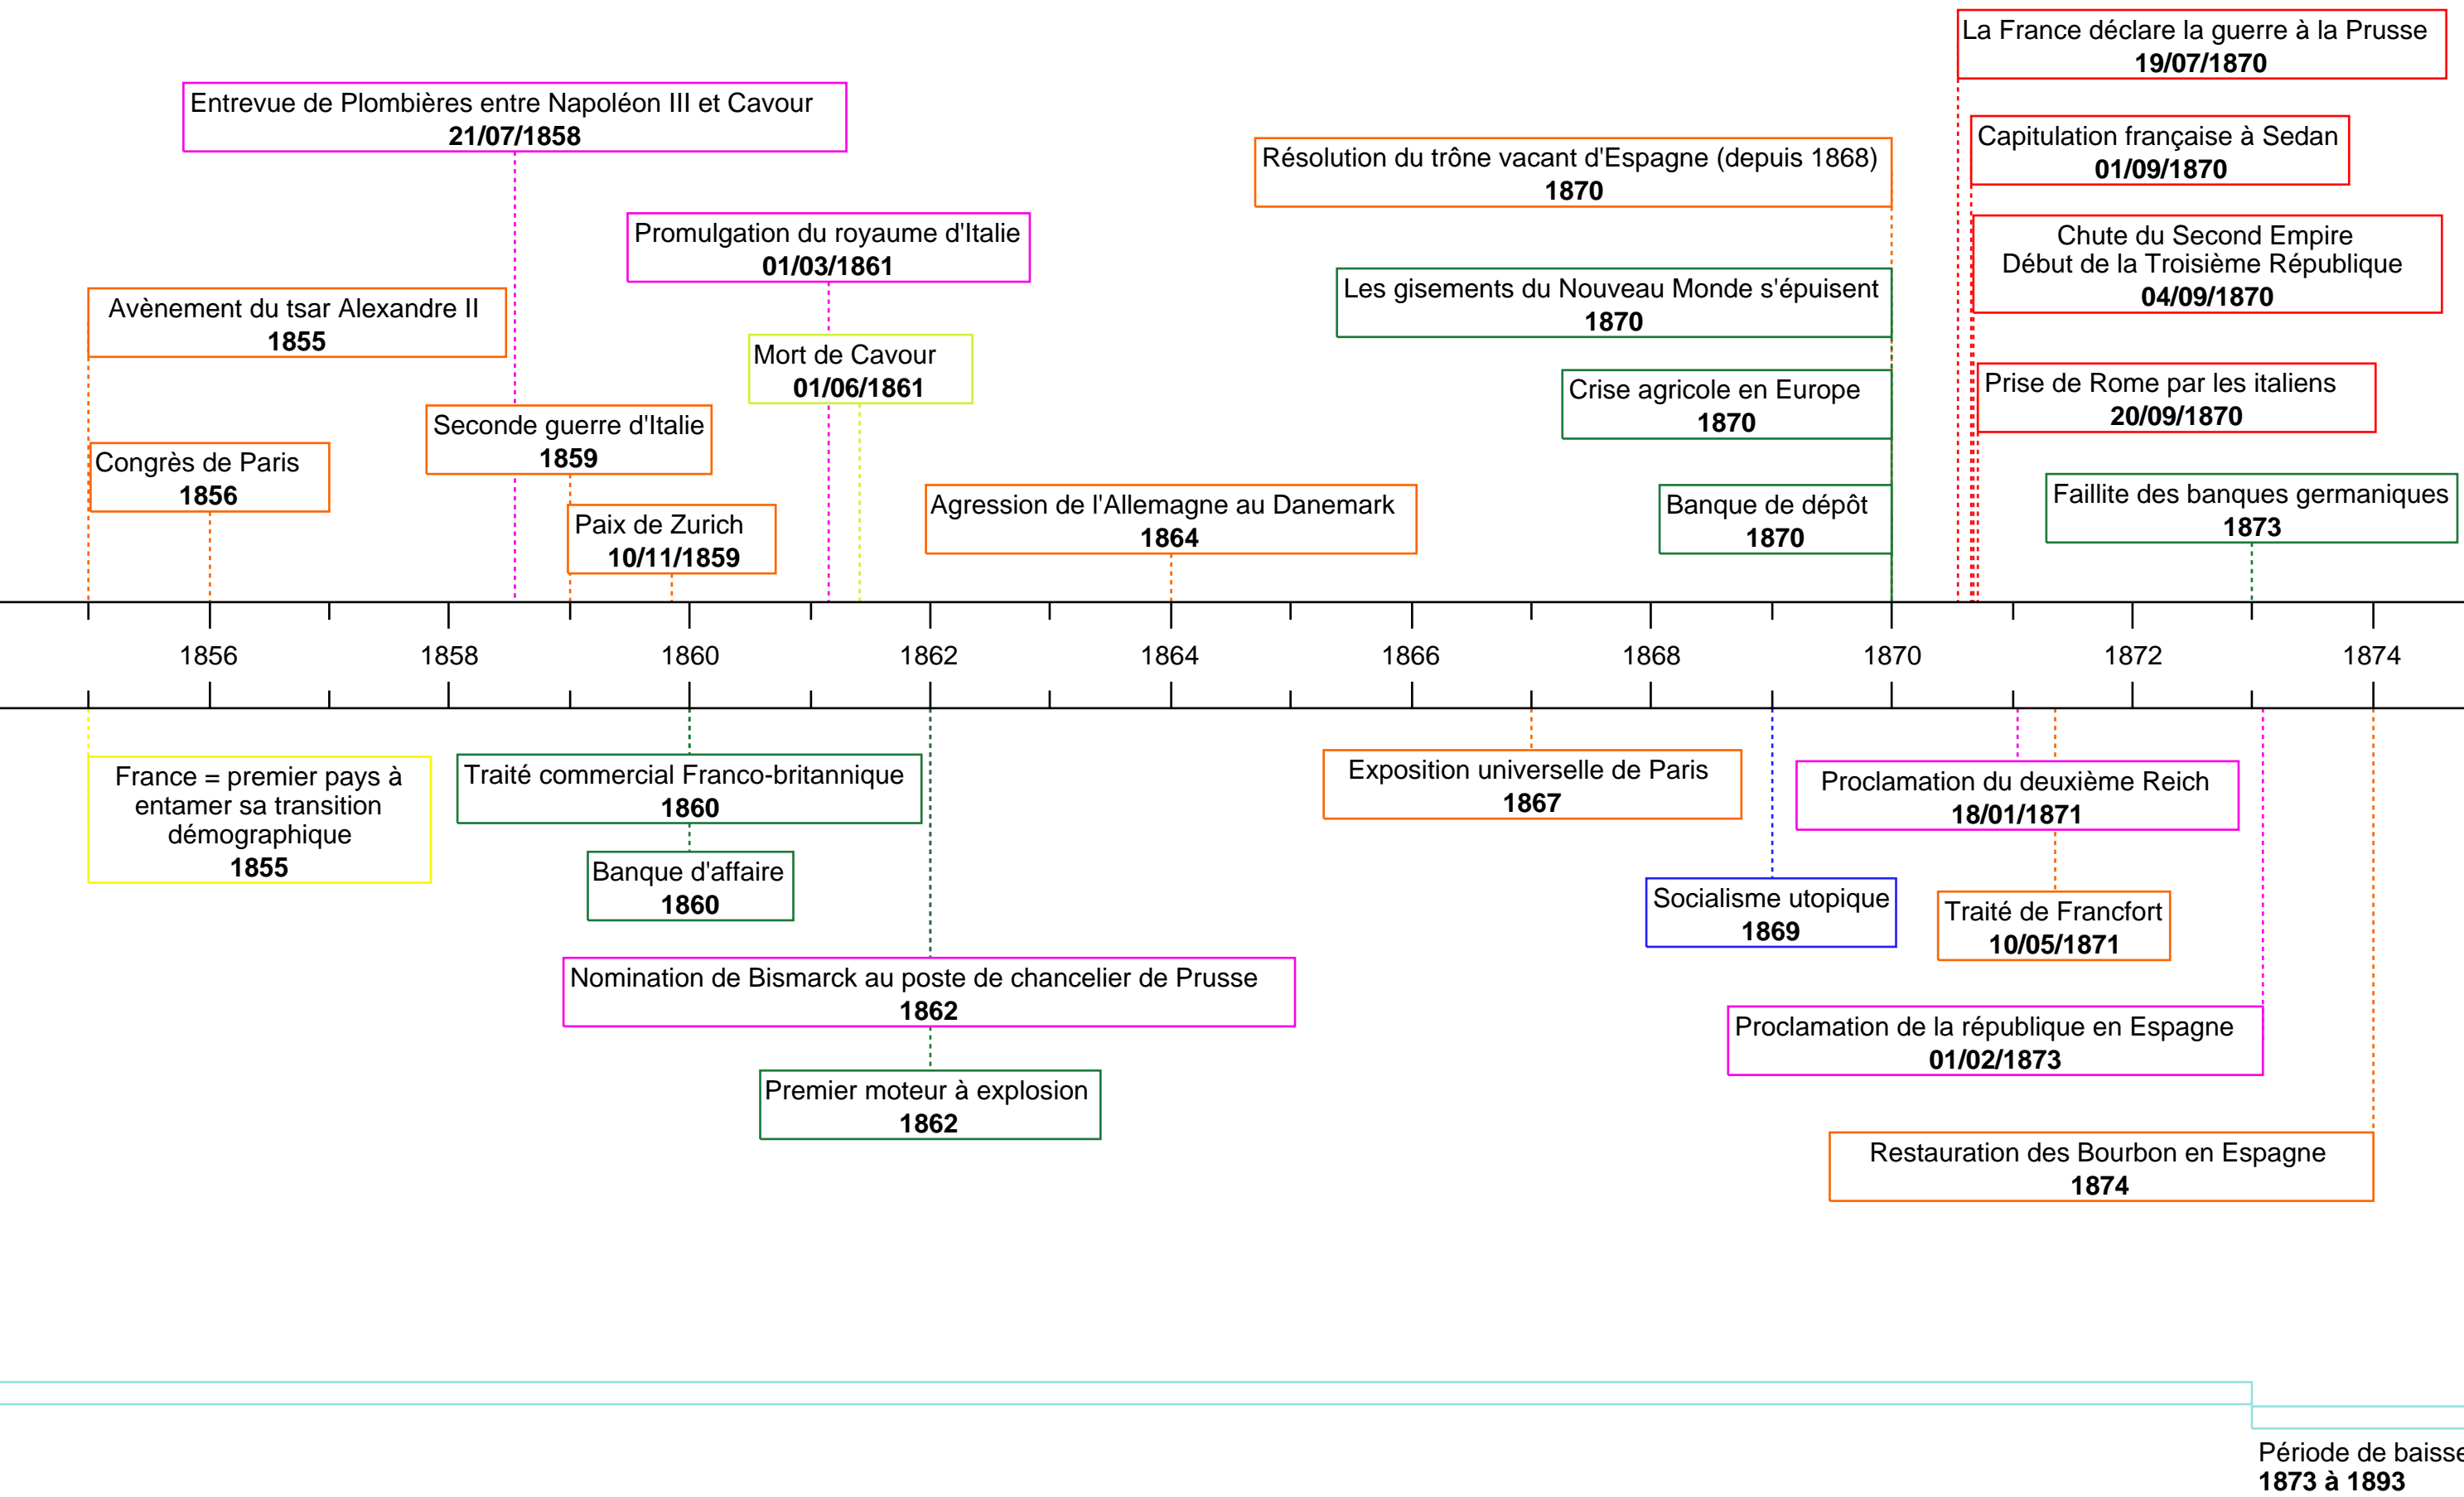 La France déclare la guerre à la Prusse
19/07/1870
Entrevue de Plombières entre Napoléon III et Cavour
21/07/1858
Capitulation française à Sedan
01/09/1870
Résolution du trône vacant d'Espagne (depuis 1868)
1870
Promulgation du royaume d'Italie
01/03/1861
Chute du Second Empire
Début de la Troisième République
04/09/1870
Les gisements du Nouveau Monde s'épuisent
1870
Avènement du tsar Alexandre II
1855
Mort de Cavour
01/06/1861
Crise agricole en Europe
1870
Prise de Rome par les italiens
20/09/1870
Seconde guerre d'Italie
1859
Congrès de Paris
1856
Agression de l'Allemagne au Danemark
1864
Banque de dépôt
1870
Faillite des banques germaniques
1873
Paix de Zurich
10/11/1859
1856 1858 1860 1862 1864 1866 1868 1870 1872 1874
France = premier pays à
entamer sa transition
démographique
1855
Traité commercial Franco-britannique
1860
Exposition universelle de Paris
1867
Proclamation du deuxième Reich
18/01/1871
Banque d'affaire
1860
Socialisme utopique
1869
Traité de Francfort
10/05/1871
Nomination de Bismarck au poste de chancelier de Prusse
1862
Proclamation de la république en Espagne
01/02/1873
Premier moteur à explosion
1862
Restauration des Bourbon en Espagne
1874
Période de baisse
1873 à 1893